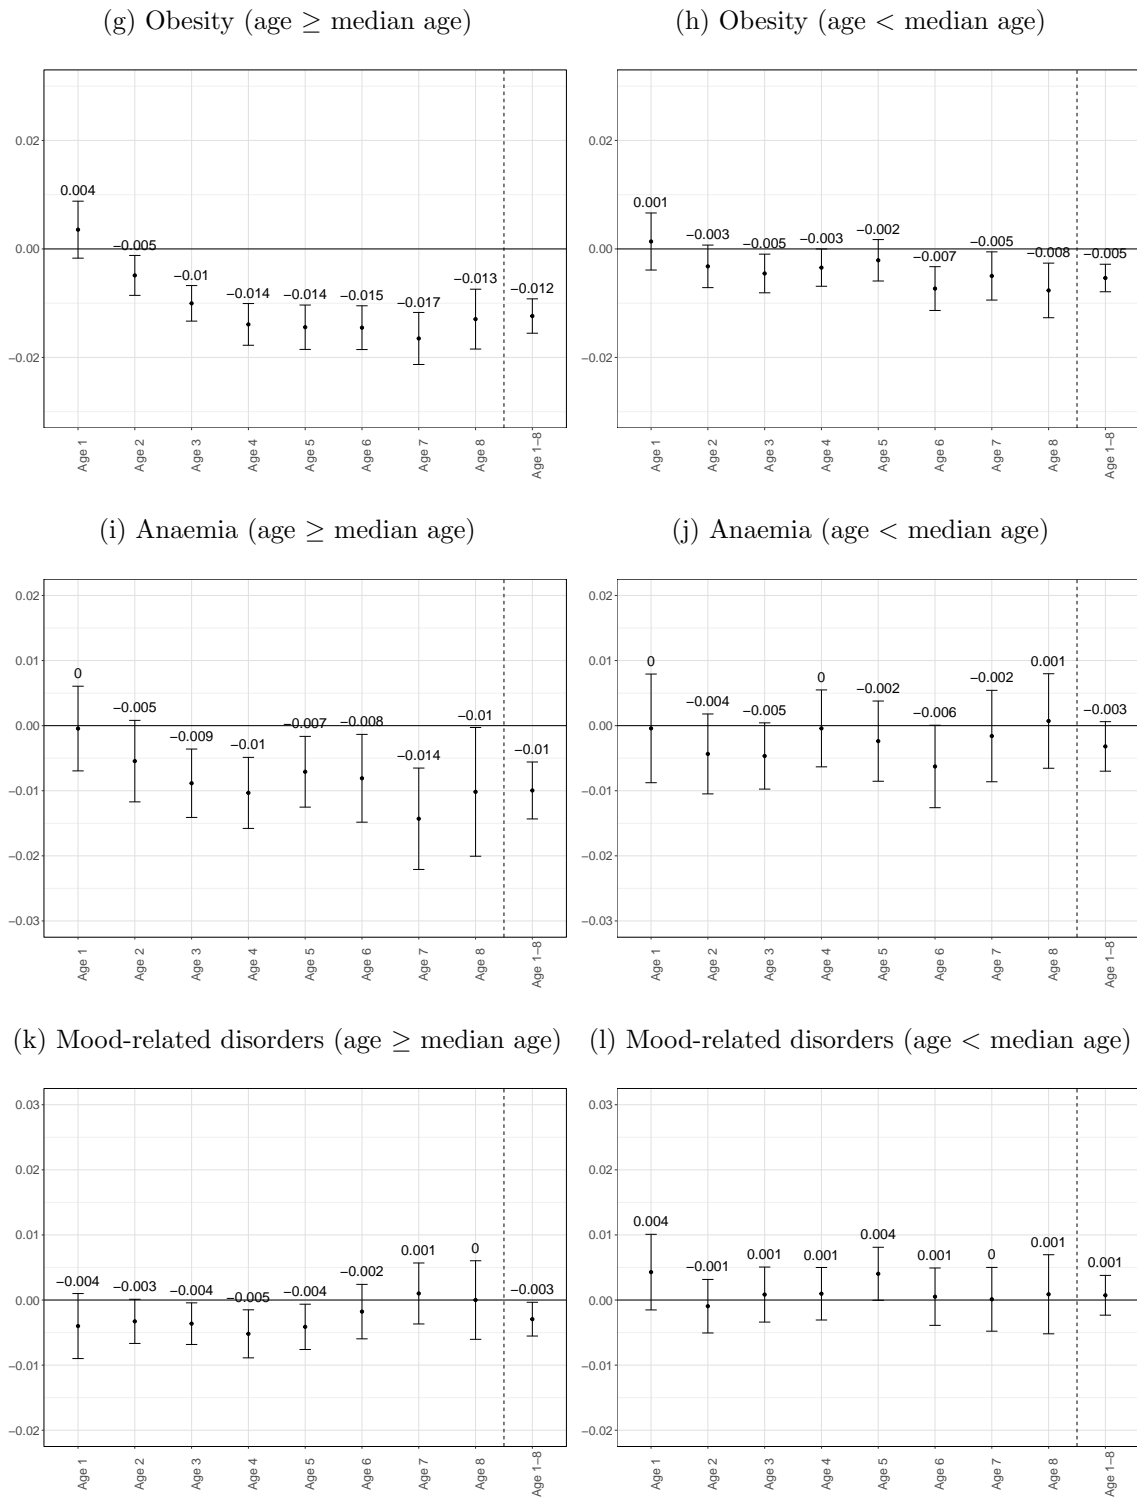 (g) Obesity (age ≥ median age)
0.02
0.00
−0.02
0.004
−0.005
−0.01
−0.014
−0.014
−0.015
−0.017
−0.013
−0.012
Age 1
Age 2
Age 3
Age 4
Age 5
Age 6
Age 7
Age 8
Age 1−8
(h) Obesity (age < median age)
0.02
0.00
−0.02
0.001
−0.003
−0.005
−0.003
−0.002
−0.007
−0.005
−0.008
−0.005
Age 1
Age 2
Age 3
Age 4
Age 5
Age 6
Age 7
Age 8
Age 1−8
(i) Anaemia (age ≥ median age)
0.02
0.01
0.00
−0.01
−0.02
−0.03
0
−0.005
−0.009
−0.01
−0.007
−0.008
−0.014
−0.01
−0.01
Age 1
Age 2
Age 3
Age 4
Age 5
Age 6
Age 7
Age 8
Age 1−8
(j) Anaemia (age < median age)
0.02
0.01
0.00
−0.01
−0.02
−0.03
0
−0.004
−0.005
0
−0.002
−0.006
−0.002
0.001
−0.003
Age 1
Age 2
Age 3
Age 4
Age 5
Age 6
Age 7
Age 8
Age 1−8
(k) Mood-related disorders (age ≥ median age)
0.03
0.02
0.01
0.00
−0.01
−0.02
−0.004
−0.003
−0.004
−0.005
−0.004
−0.002
0.001
0
−0.003
Age 1
Age 2
Age 3
Age 4
Age 5
Age 6
Age 7
Age 8
Age 1−8
(l) Mood-related disorders (age < median age)
0.03
0.02
0.01
0.00
−0.01
−0.02
0.004
−0.001
0.001
0.001
0.004
0.001
0
0.001
0.001
Age 1
Age 2
Age 3
Age 4
Age 5
Age 6
Age 7
Age 8
Age 1−8